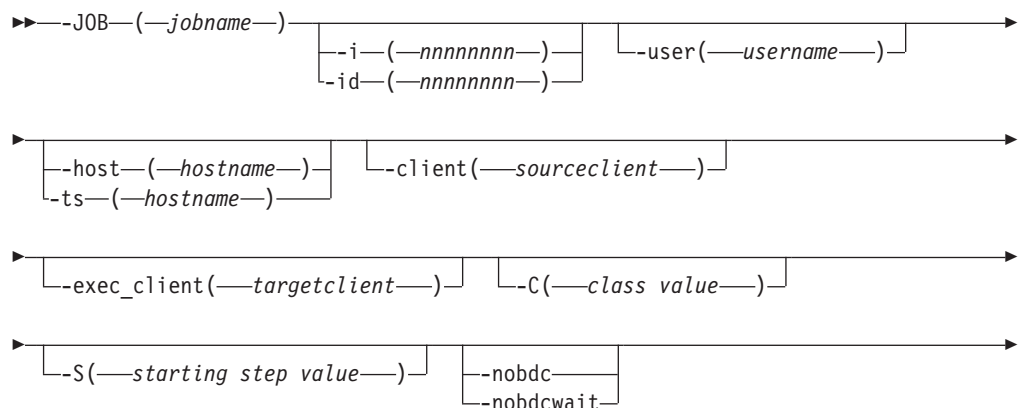 -JOB ( jobname ) -i ( nnnnnnnn ) -user( username )
-id ( nnnnnnnn )
-host ( hostname ) -client( sourceclient )
-ts ( hostname )
-exec_client( targetclient ) -C( class value )
-S( starting step value ) -nobdc
-nobdcwait